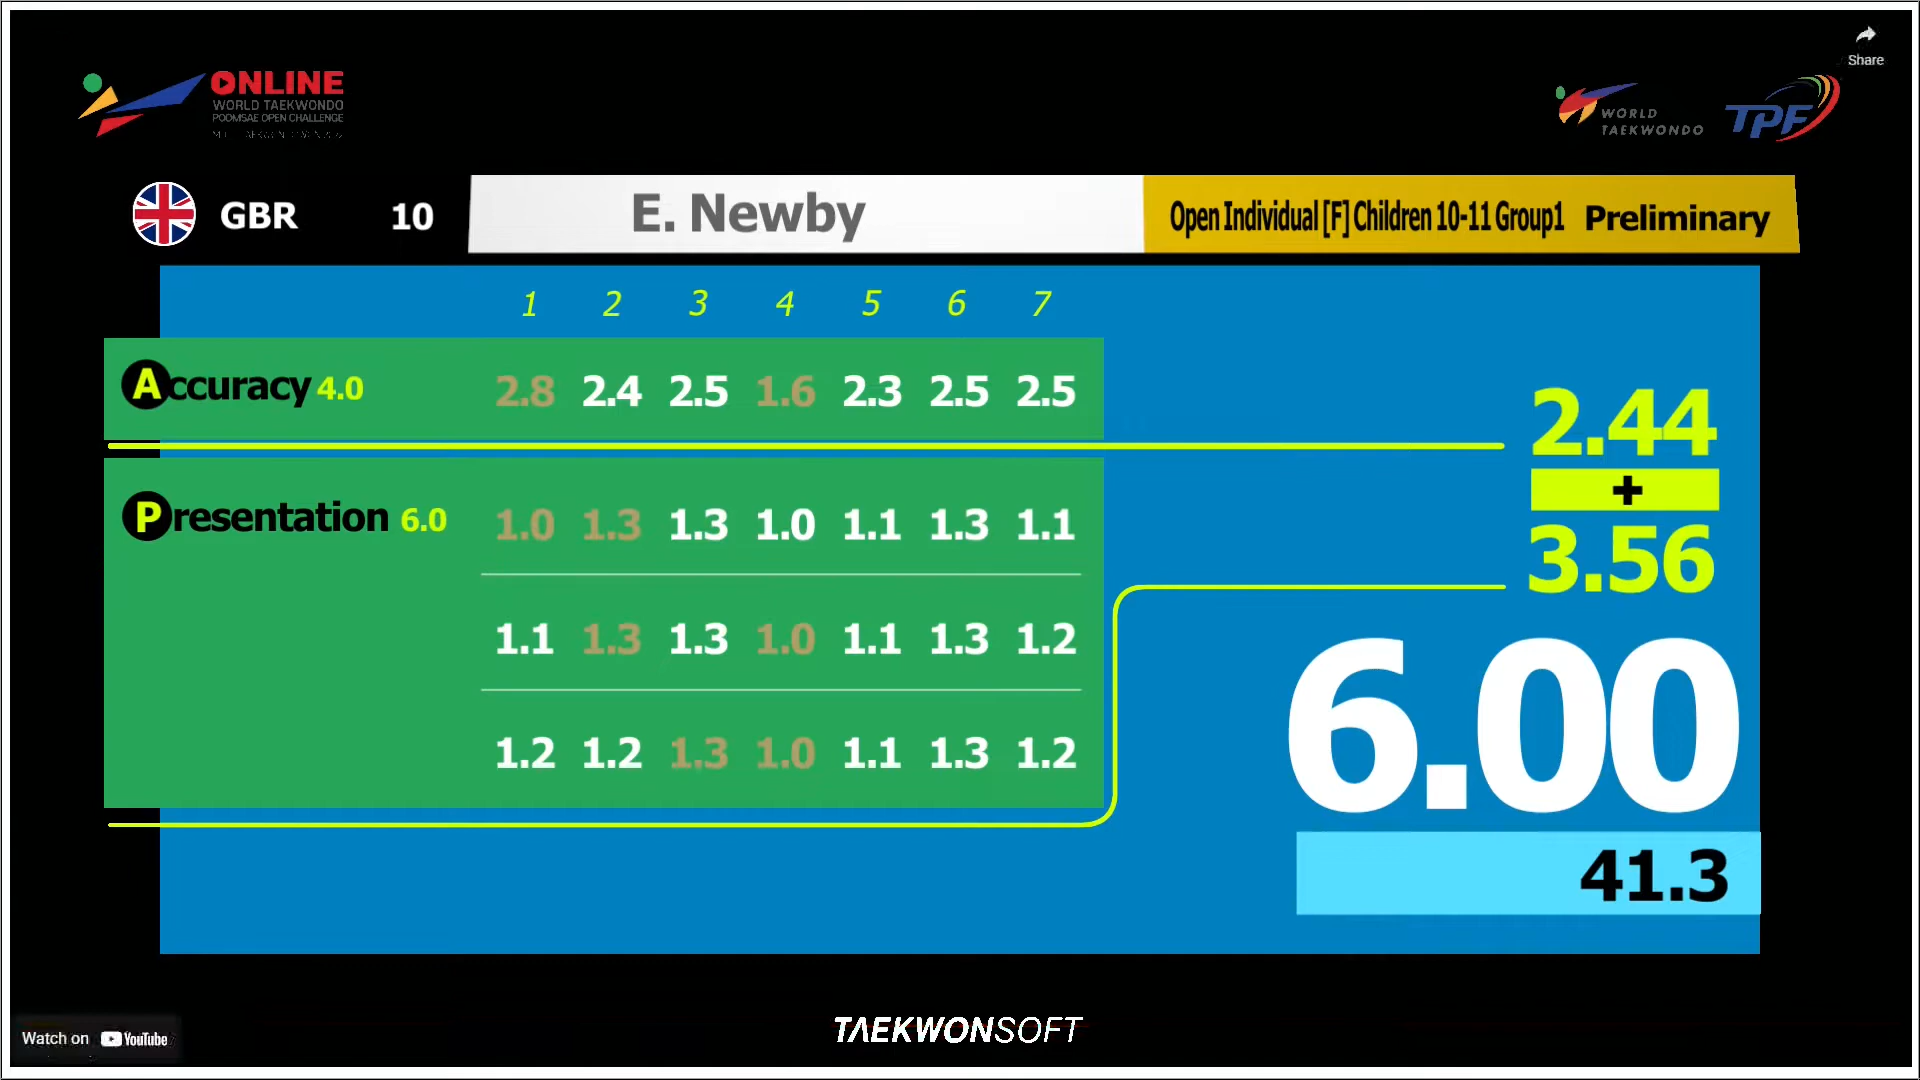 Share
ONLINE
WORLD TAEKWONDO
POOMSAE OPEN CHALLENGE
WORLD
TAEKWONDO
TPF
GBR 10 E. Newby Open Individual [F] Children 10-11 Group1 Preliminary
1 2 3 4 5 6 7
Accuracy 4.0 2.8 2.4 2.5 1.6 2.3 2.5 2.5
2.44
+
Presentation 6.0 1.0 1.3 1.3 1.0 1.1 1.3 1.1
3.56
1.1 1.3 1.3 1.0 1.1 1.3 1.2
1.2 1.2 1.3 1.0 1.1 1.3 1.2
6.00
41.3
TAEKWONSOFT
Watch on YouTube